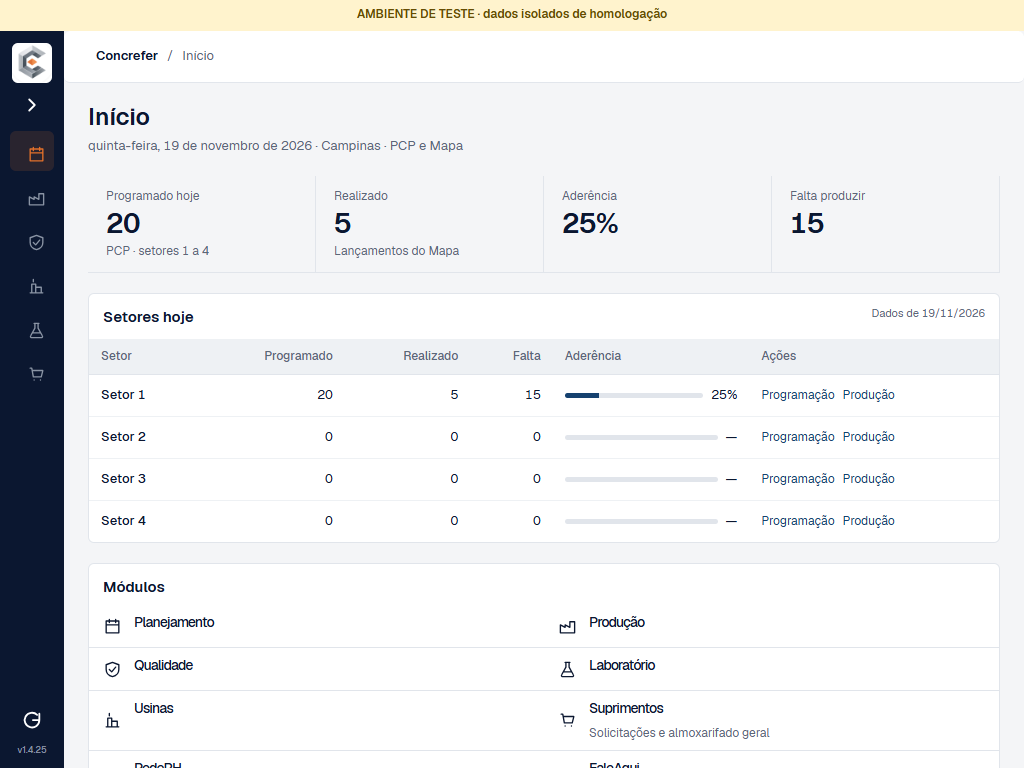 AMBIENTE DE TESTE · dados isolados de homologação
Concrefer / Início
Início
quinta-feira, 19 de novembro de 2026 · Campinas · PCP e Mapa
Programado hoje
20
PCP · setores 1 a 4
Realizado
5
Lançamentos do Mapa
Aderência
25%
Falta produzir
15
Setores hoje
Dados de 19/11/2026
Setor Programado Realizado Falta Aderência Ações
Setor 1 20 5 15 25% Programação Produção
Setor 2 0 0 0 — Programação Produção
Setor 3 0 0 0 — Programação Produção
Setor 4 0 0 0 — Programação Produção
Módulos
Planejamento
Produção
Qualidade
Laboratório
Usinas
Suprimentos
Solicitações e almoxarifado geral
v1.4.25